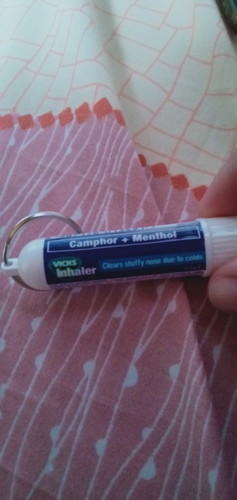 Camphor + Menthol
VICKS
Inhaler
Clears stuffy nose due to colds